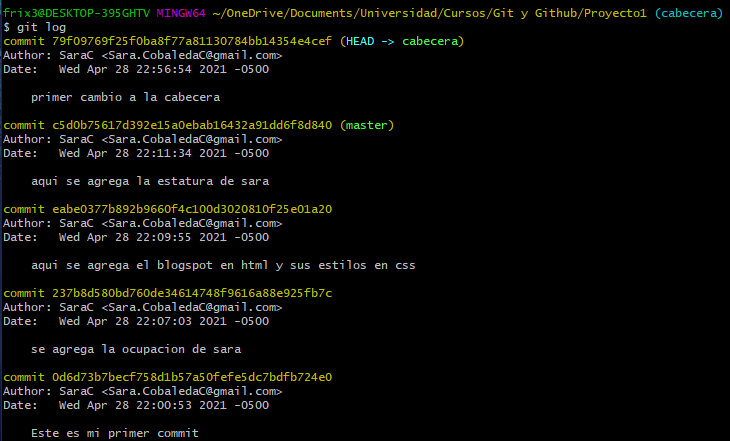 frix3@DESKTOP-395GHTV MINGW64 ~/OneDrive/Documents/Universidad/Cursos/Git y Github/Proyecto1 (cabecera)
$ git log
commit 79f09769f25f0ba8f77a81130784bb14354e4cef (HEAD -> cabecera)
Author: SaraC <Sara.CobaledaC@gmail.com>
Date:   Wed Apr 28 22:56:54 2021 -0500
    primer cambio a la cabecera
commit c5d0b75617d392e15a0ebab16432a91dd6f8d840 (master)
Author: SaraC <Sara.CobaledaC@gmail.com>
Date:   Wed Apr 28 22:11:34 2021 -0500
    aqui se agrega la estatura de sara
commit eabe0377b892b9660f4c100d3020810f25e01a20
Author: SaraC <Sara.CobaledaC@gmail.com>
Date:   Wed Apr 28 22:09:55 2021 -0500
    aqui se agrega el blogspot en html y sus estilos en css
commit 237b8d580bd760de34614748f9616a88e925fb7c
Author: SaraC <Sara.CobaledaC@gmail.com>
Date:   Wed Apr 28 22:07:03 2021 -0500
    se agrega la ocupacion de sara
commit 0d6d73b7becf758d1b57a50fefe5dc7bdfb724e0
Author: SaraC <Sara.CobaledaC@gmail.com>
Date:   Wed Apr 28 22:00:53 2021 -0500
    Este es mi primer commit